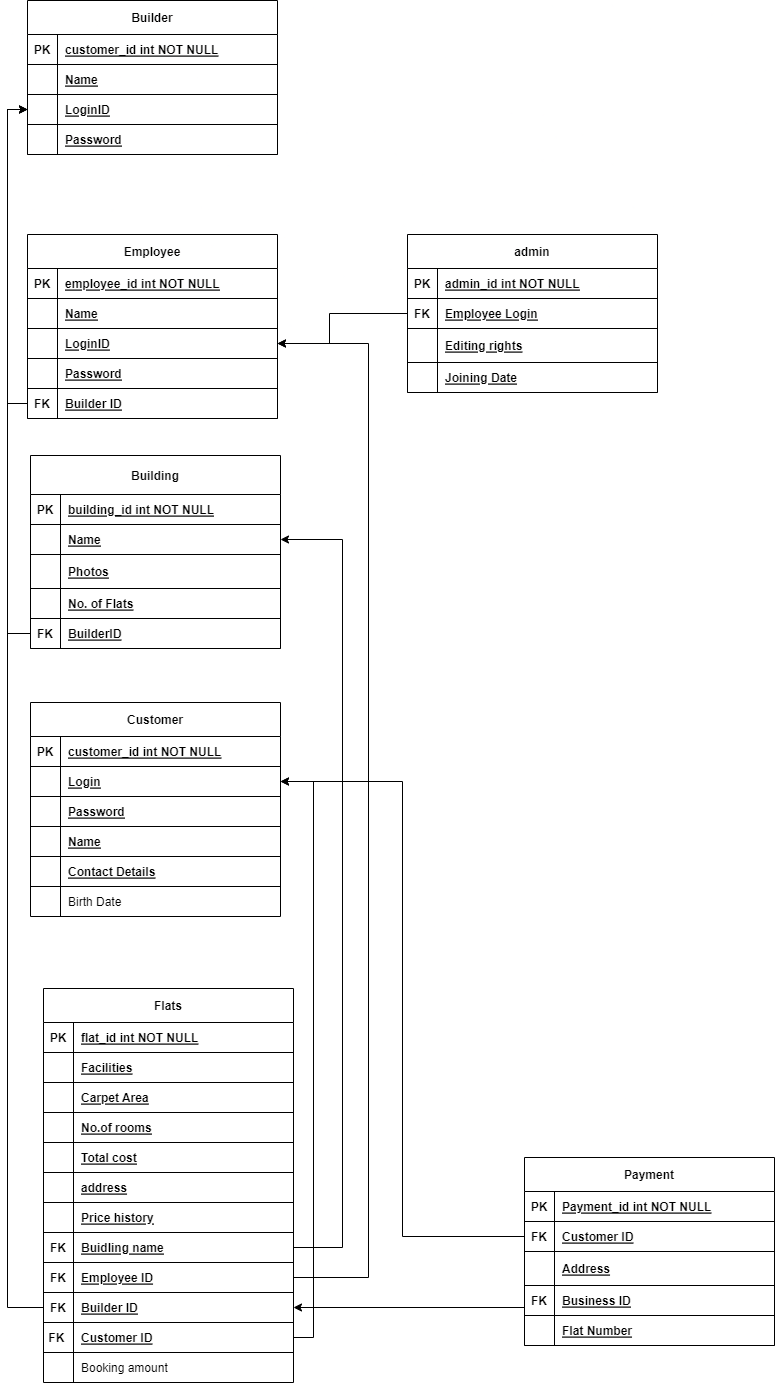 Builder
PK customer_id int NOT NULL
Name
LoginID
Password
Employee
PK employee_id int NOT NULL
Name
LoginID
Password
FK Builder ID
admin
PK admin_id int NOT NULL
FK Employee Login
Editing rights
Joining Date
Building
PK building_id int NOT NULL
Name
Photos
No. of Flats
FK BuilderID
Customer
PK customer_id int NOT NULL
Login
Password
Name
Contact Details
Birth Date
Flats
PK flat_id int NOT NULL
Facilities
Carpet Area
No.of rooms
Total cost
address
Price history
FK Buidling name
FK Employee ID
FK Builder ID
FK Customer ID
Booking amount
Payment
PK Payment_id int NOT NULL
FK Customer ID
Address
FK Business ID
Flat Number